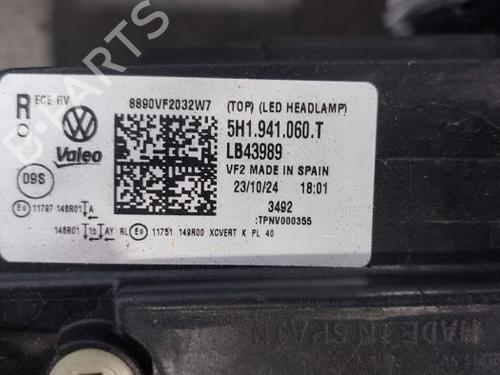 R ECE RV 8890VF2032W7 (TOP) (LED HEADLAMP)
5H1.941.060.T
Valeo LB43989
VF2 MADE IN SPAIN
D9S 23/10/24 18:01
3492
:TPNV000355
11797 148R01 A
148R01 1b AY RL 11751 149R00 XCVERT K PL 40
MADE IN SPAIN
B-PARTS